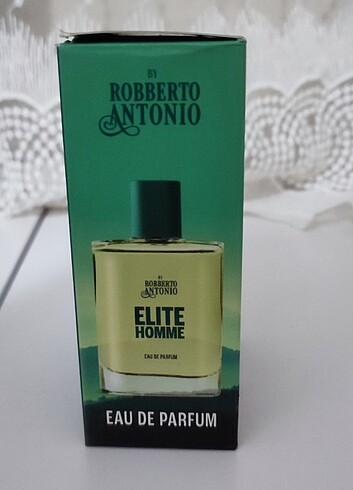 BY
ROBBERTO
ANTONIO
BY
ROBBERTO
ANTONIO
ELITE
HOMME
EAU DE PARFUM
EAU DE PARFUM